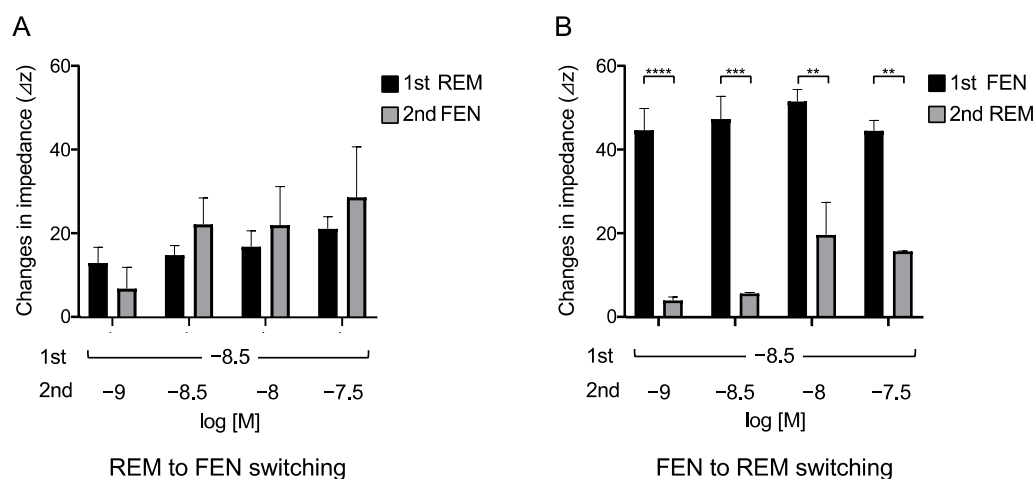 A
Changes in impedance (⊿z)
60
40
20
0
1st REM
2nd FEN
1st −8.5
2nd −9 −8.5 −8 −7.5
log [M]
REM to FEN switching
B
Changes in impedance (⊿z)
60
40
20
0
**** *** ** **
1st FEN
2nd REM
1st −8.5
2nd −9 −8.5 −8 −7.5
log [M]
FEN to REM switching